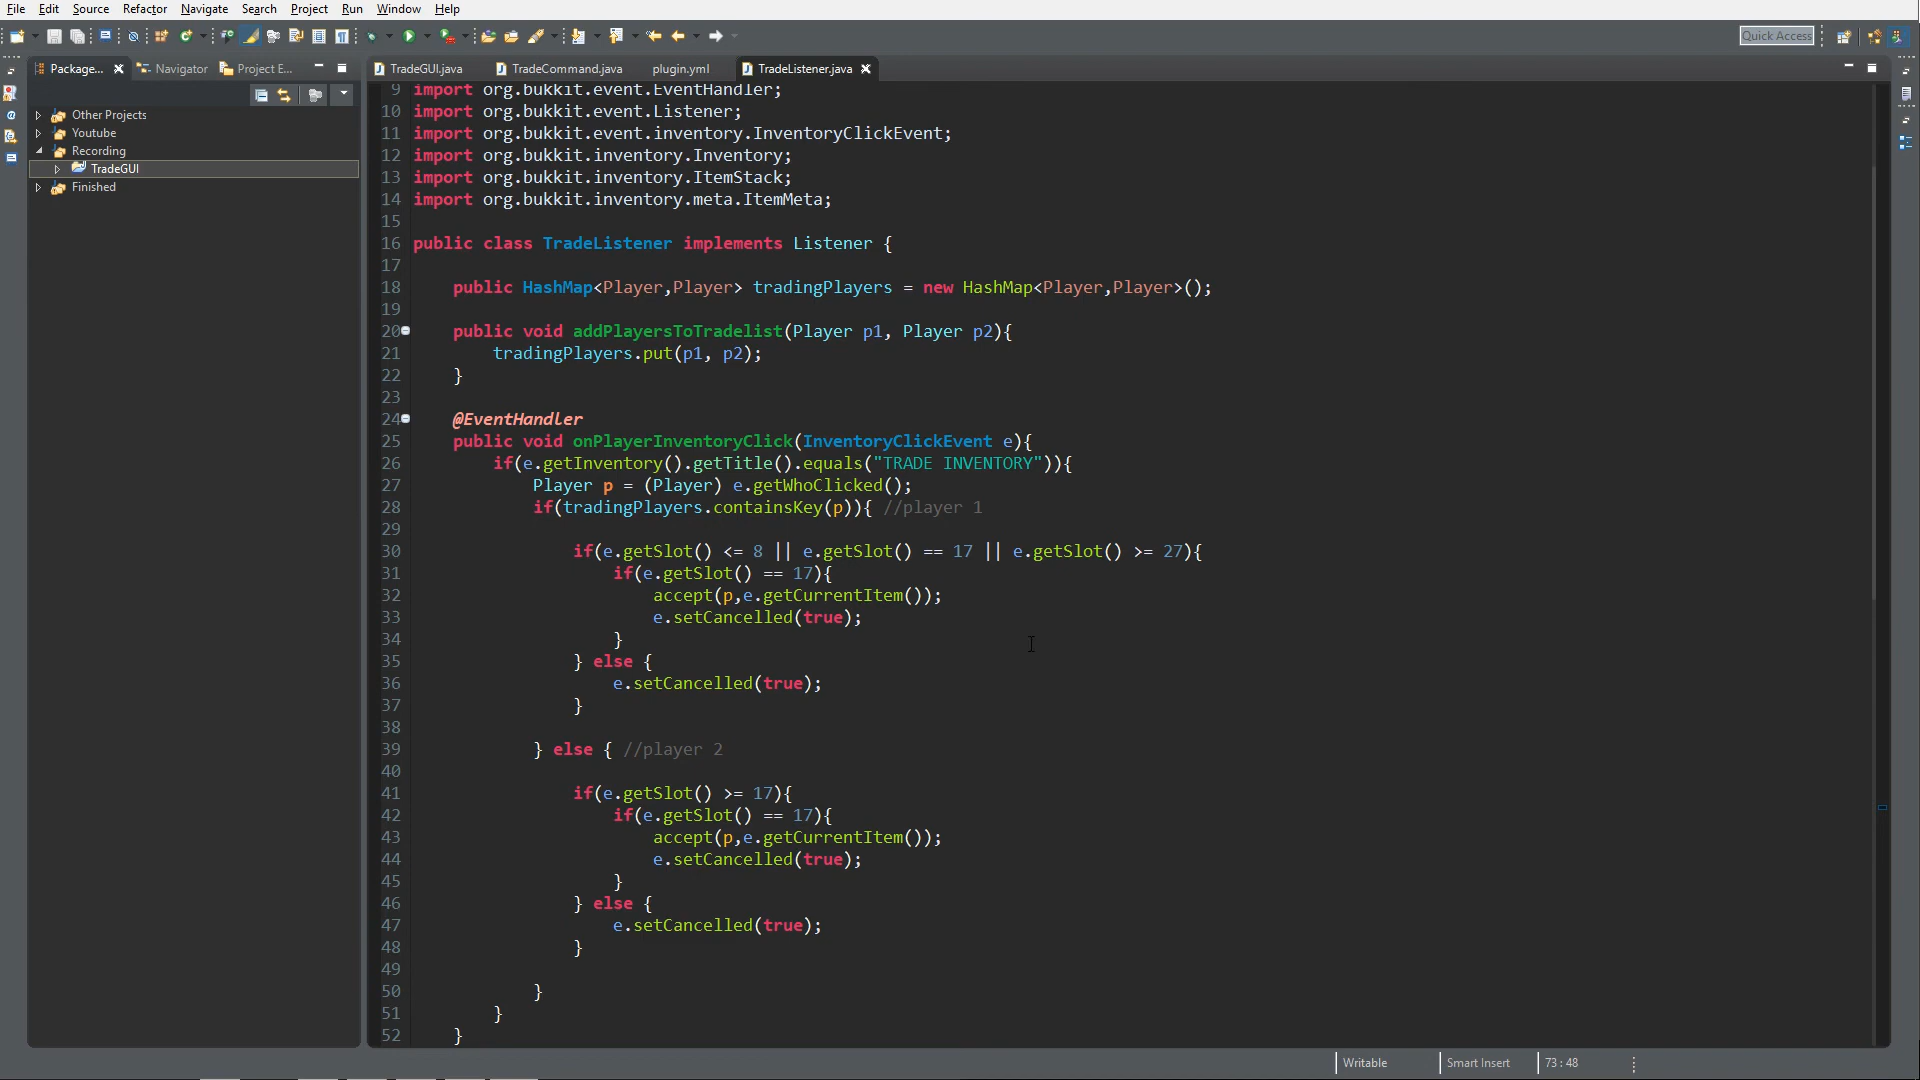 File Edit Source Refactor Navigate Search Project Run Window Help
Quick Access
Package... Navigator Project E...
TradeGUI.java TradeCommand.java plugin.yml TradeListener.java
Other Projects
Youtube
Recording
TradeGUI
Finished
9 import org.bukkit.event.EventHandler;
10 import org.bukkit.event.Listener;
11 import org.bukkit.event.inventory.InventoryClickEvent;
12 import org.bukkit.inventory.Inventory;
13 import org.bukkit.inventory.ItemStack;
14 import org.bukkit.inventory.meta.ItemMeta;
15
16 public class TradeListener implements Listener {
17
18 public HashMap<Player,Player> tradingPlayers = new HashMap<Player,Player>();
19
20 public void addPlayersToTradelist(Player p1, Player p2){
21 tradingPlayers.put(p1, p2);
22 }
23
24 @EventHandler
25 public void onPlayerInventoryClick(InventoryClickEvent e){
26 if(e.getInventory().getTitle().equals("TRADE INVENTORY")){
27 Player p = (Player) e.getWhoClicked();
28 if(tradingPlayers.containsKey(p)){ //player 1
29
30 if(e.getSlot() <= 8 || e.getSlot() == 17 || e.getSlot() >= 27){
31 if(e.getSlot() == 17){
32 accept(p,e.getCurrentItem());
33 e.setCancelled(true);
34 }
35 } else {
36 e.setCancelled(true);
37 }
38
39 } else { //player 2
40
41 if(e.getSlot() >= 17){
42 if(e.getSlot() == 17){
43 accept(p,e.getCurrentItem());
44 e.setCancelled(true);
45 }
46 } else {
47 e.setCancelled(true);
48 }
49
50 }
51 }
52 }
Writable Smart Insert 73 : 48